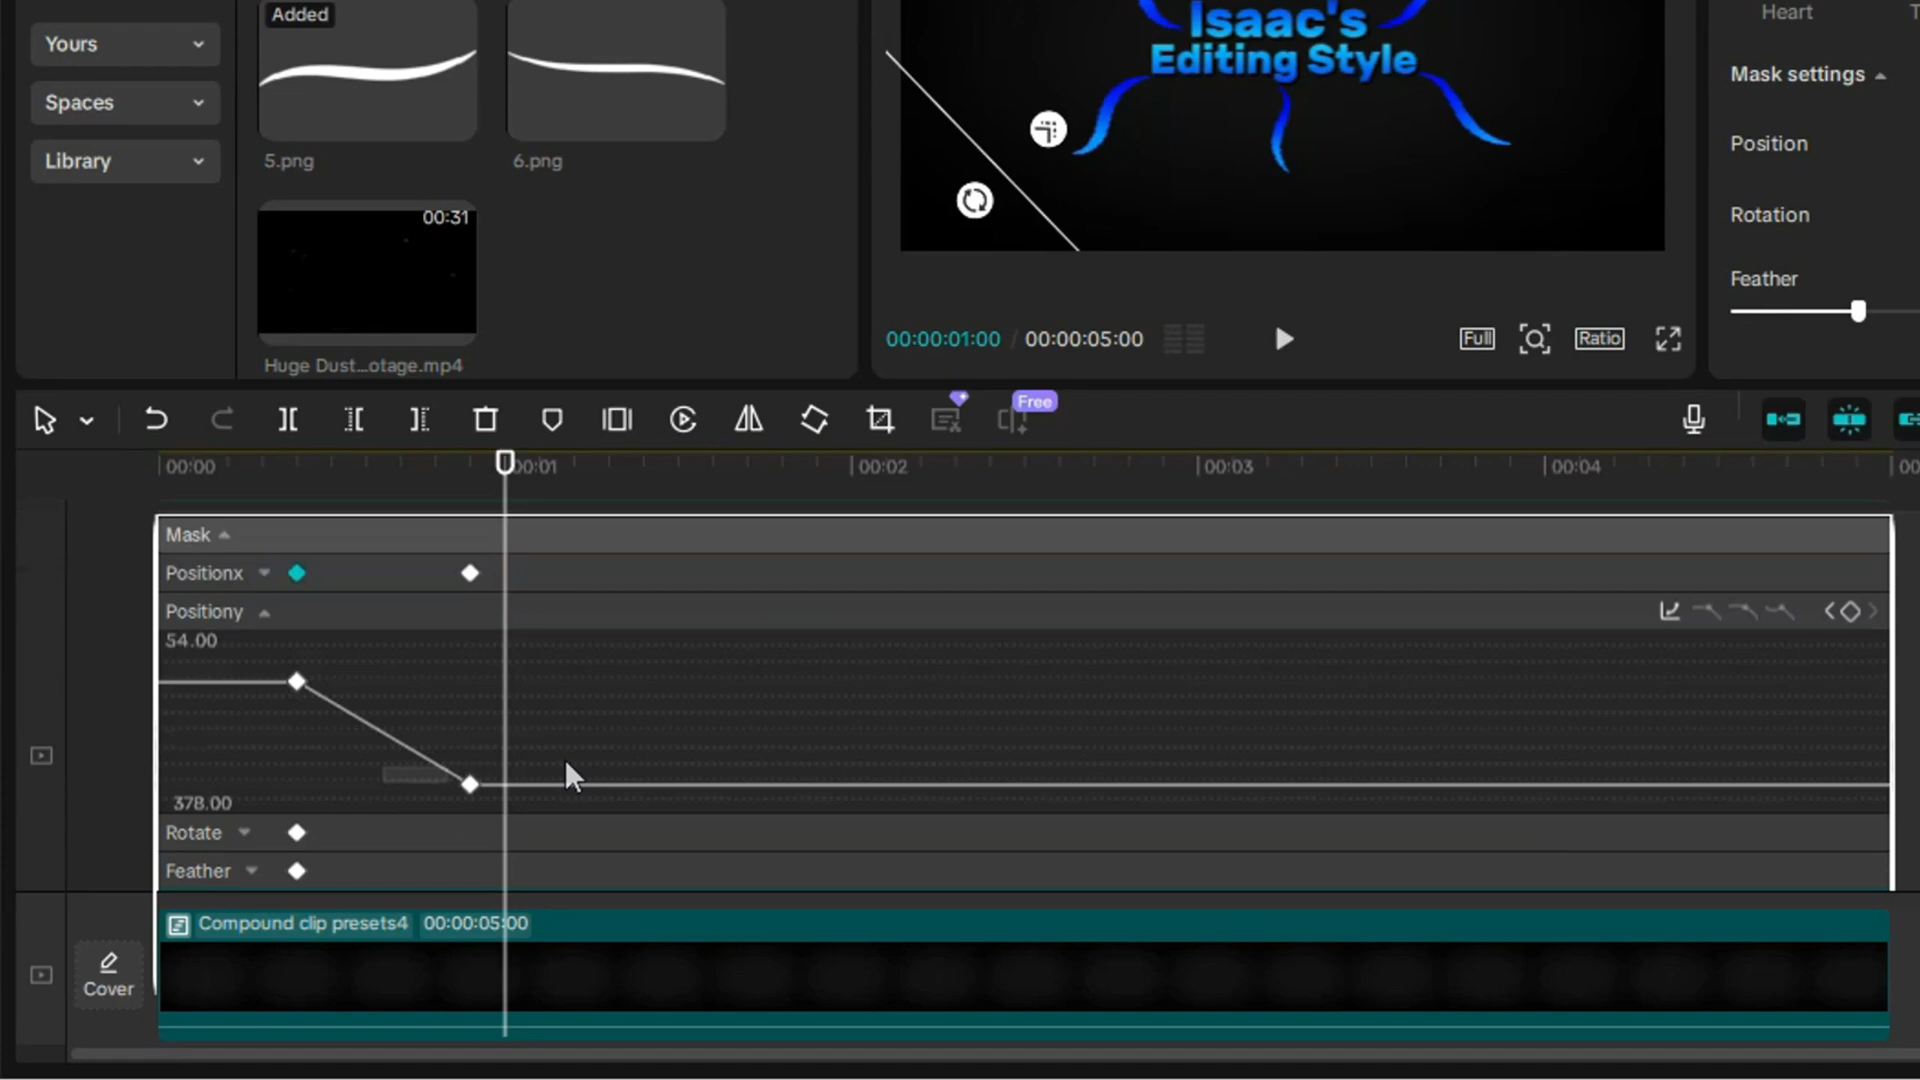 Yours
Spaces
Library
Added
5.png
6.png
00:31
Huge Dust...otage.mp4
Isaac's
Editing Style
00:00:01:00 / 00:00:05:00
Full
Ratio
Heart
T
Mask settings
Position
Rotation
Feather
Free
00:00
00:01
00:02
00:03
00:04
00
Mask
Positionx
Positiony
54.00
378.00
Rotate
Feather
Compound clip presets4 00:00:05:00
Cover